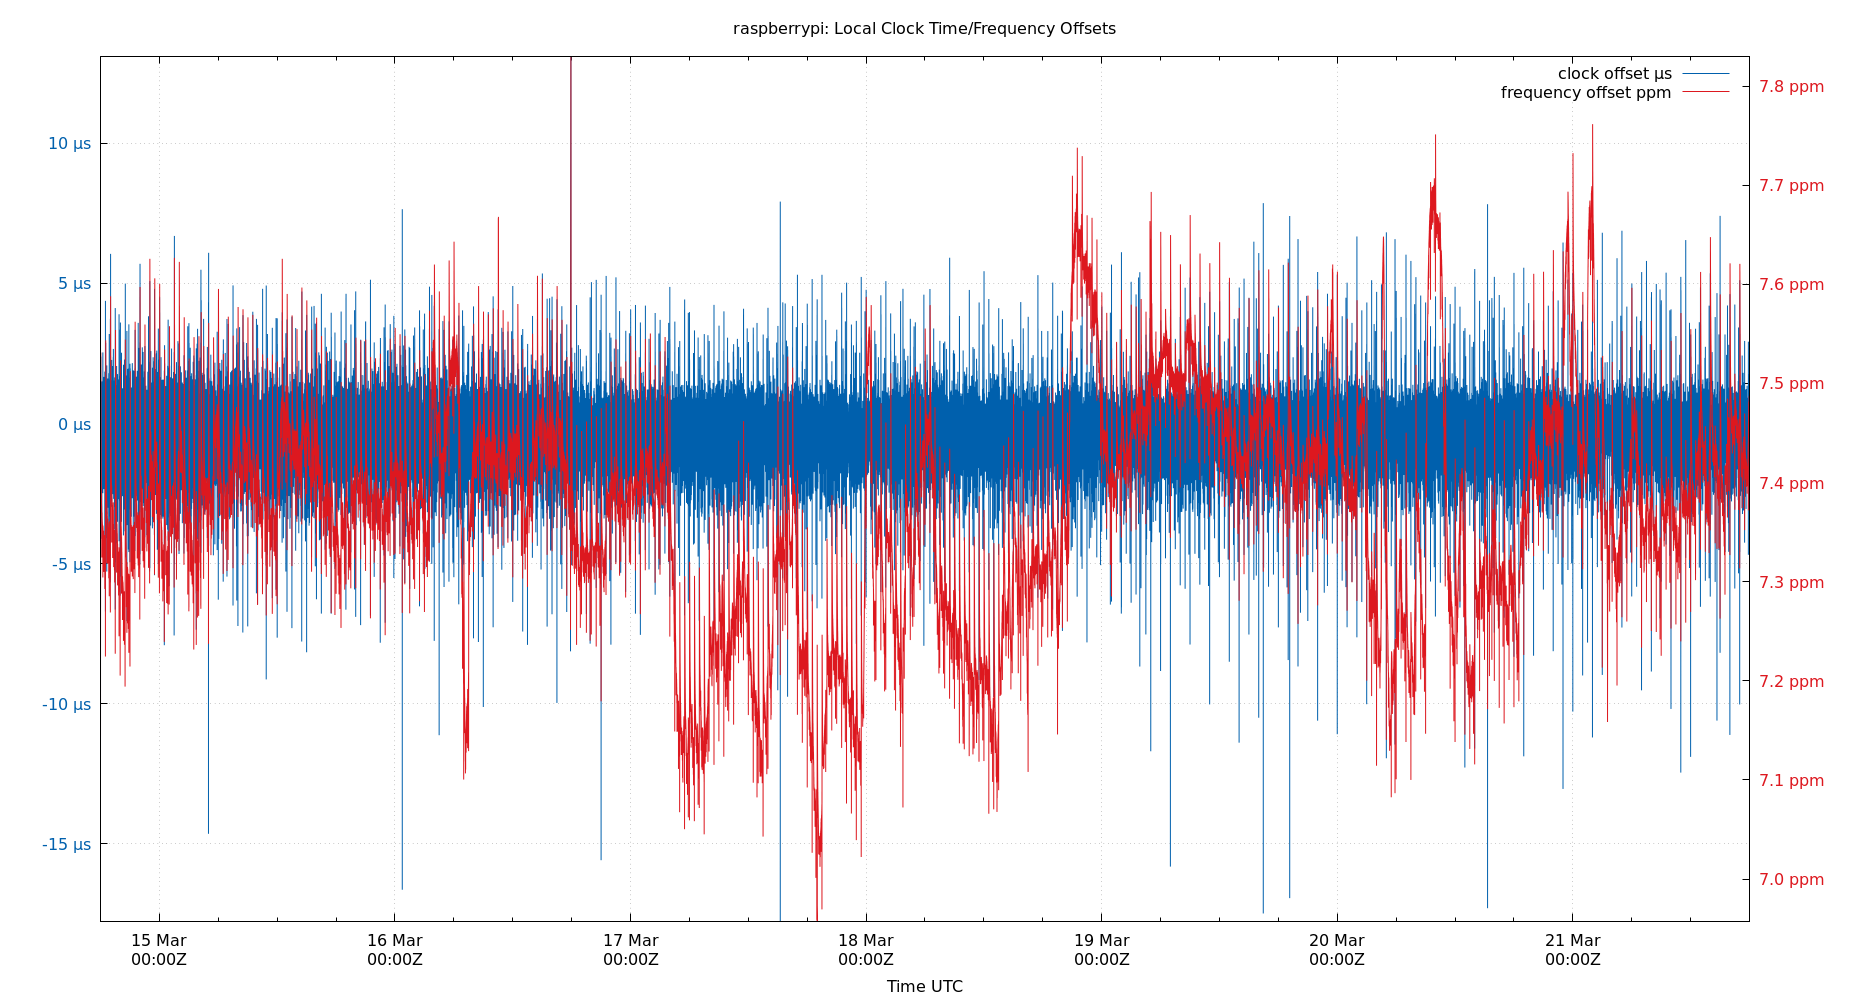 raspberrypi: Local Clock Time/Frequency Offsets
clock offset µs
frequency offset ppm
10 µs
5 µs
0 µs
-5 µs
-10 µs
-15 µs
7.8 ppm
7.7 ppm
7.6 ppm
7.5 ppm
7.4 ppm
7.3 ppm
7.2 ppm
7.1 ppm
7.0 ppm
15 Mar
00:00Z
16 Mar
00:00Z
17 Mar
00:00Z
18 Mar
00:00Z
19 Mar
00:00Z
20 Mar
00:00Z
21 Mar
00:00Z
Time UTC